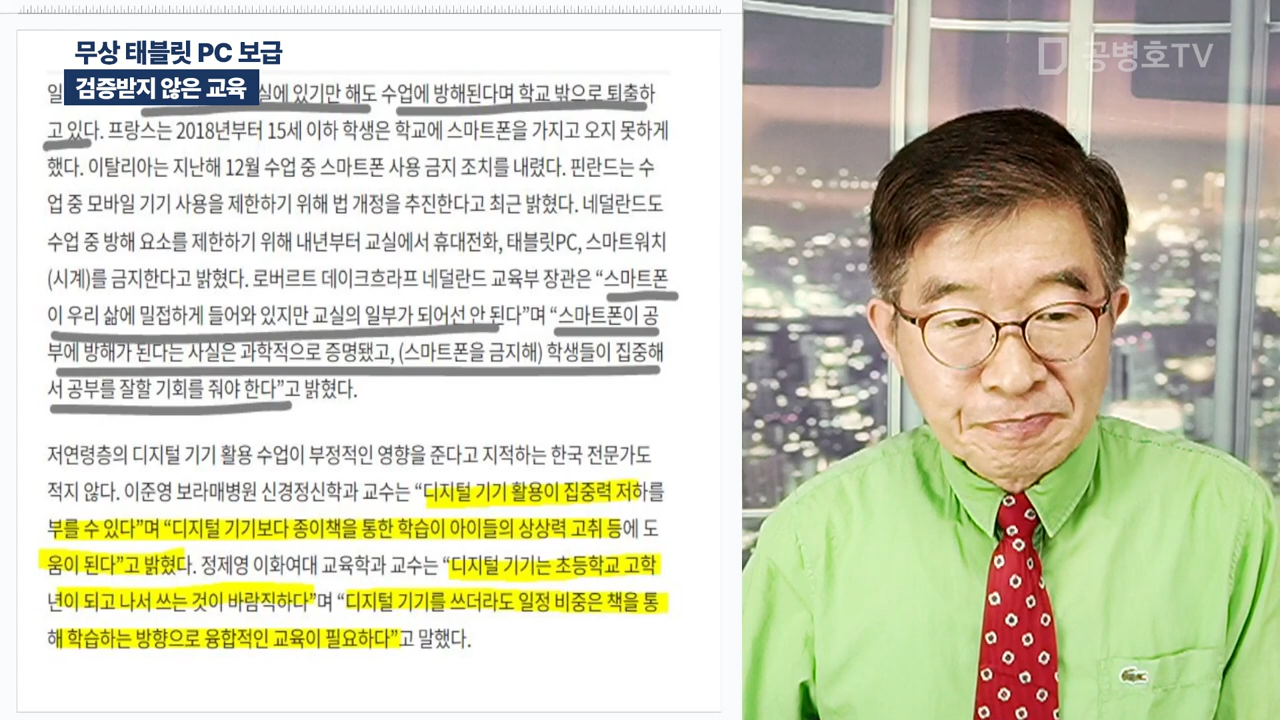 무상 태블릿 PC 보급
검증받지 않은 교육
공병호TV
일 실에 있기만 해도 수업에 방해된다며 학교 밖으로 퇴출하
고 있다. 프랑스는 2018년부터 15세 이하 학생은 학교에 스마트폰을 가지고 오지 못하게
했다. 이탈리아는 지난해 12월 수업 중 스마트폰 사용 금지 조치를 내렸다. 핀란드는 수
업 중 모바일 기기 사용을 제한하기 위해 법 개정을 추진한다고 최근 밝혔다. 네덜란드도
수업 중 방해 요소를 제한하기 위해 내년부터 교실에서 휴대전화, 태블릿PC, 스마트워치
(시계)를 금지한다고 밝혔다. 로버르트 데이크흐라프 네덜란드 교육부 장관은 “스마트폰
이 우리 삶에 밀접하게 들어와 있지만 교실의 일부가 되어선 안 된다”며 “스마트폰이 공
부에 방해가 된다는 사실은 과학적으로 증명됐고, (스마트폰을 금지해) 학생들이 집중해
서 공부를 잘할 기회를 줘야 한다”고 밝혔다.
저연령층의 디지털 기기 활용 수업이 부정적인 영향을 준다고 지적하는 한국 전문가도
적지 않다. 이준영 보라매병원 신경정신학과 교수는 “디지털 기기 활용이 집중력 저하를
부를 수 있다”며 “디지털 기기보다 종이책을 통한 학습이 아이들의 상상력 고취 등에 도
움이 된다”고 밝혔다. 정제영 이화여대 교육학과 교수는 “디지털 기기는 초등학교 고학
년이 되고 나서 쓰는 것이 바람직하다”며 “디지털 기기를 쓰더라도 일정 비중은 책을 통
해 학습하는 방향으로 융합적인 교육이 필요하다”고 말했다.